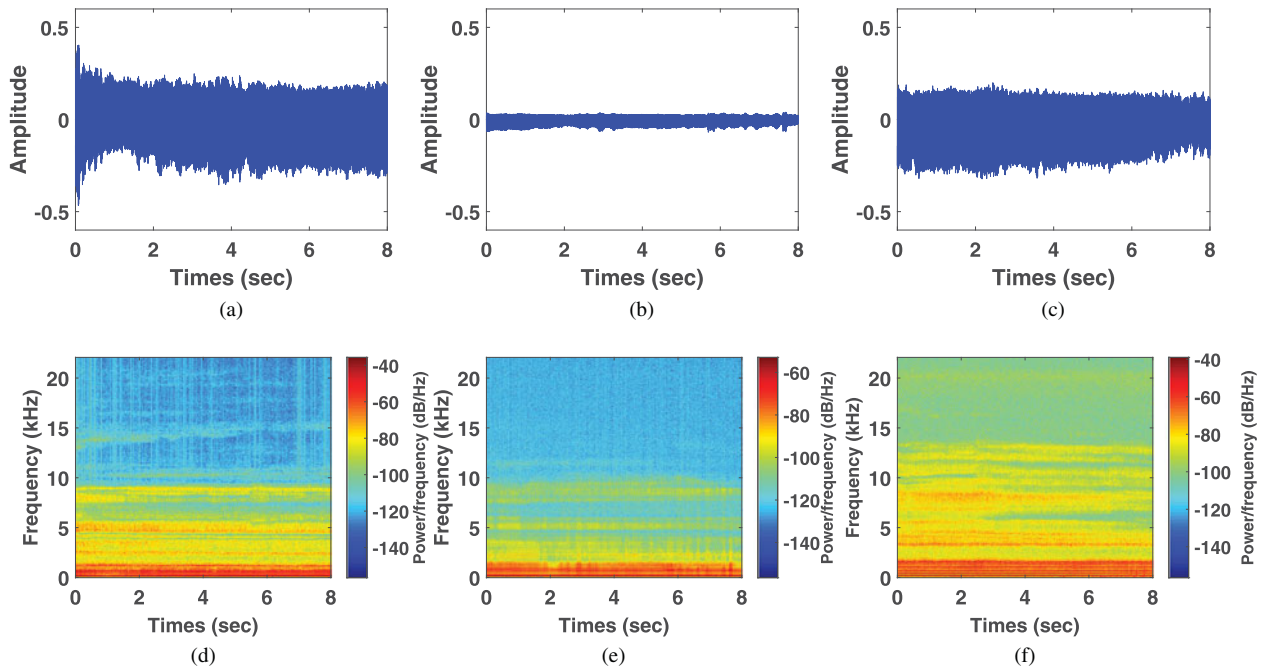 0.5
0
-0.5
Amplitude
0 2 4 6 8
Times (sec)
(a)
0.5
0
-0.5
Amplitude
0 2 4 6 8
Times (sec)
(b)
0.5
0
-0.5
Amplitude
0 2 4 6 8
Times (sec)
(c)
20
15
10
5
0
Frequency (kHz)
0 2 4 6 8
Times (sec)
-40
-60
-80
-100
-120
-140
Power/frequency (dB/Hz)
(d)
20
15
10
5
0
Frequency (kHz)
0 2 4 6 8
Times (sec)
-60
-80
-100
-120
-140
Power/frequency (dB/Hz)
(e)
20
15
10
5
0
Frequency (kHz)
0 2 4 6 8
Times (sec)
-40
-60
-80
-100
-120
-140
Power/frequency (dB/Hz)
(f)